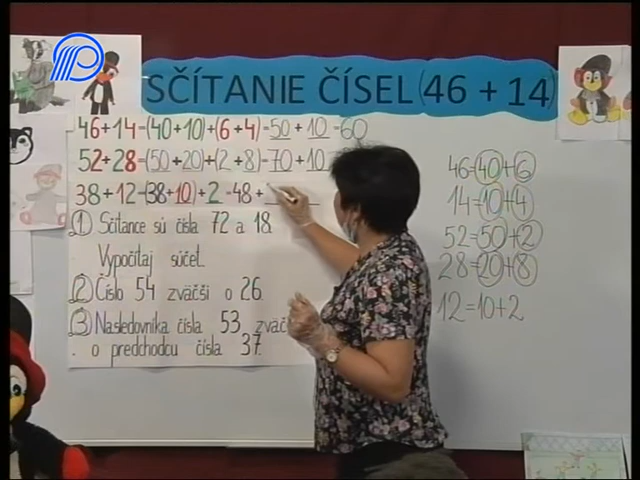 SČÍTANIE ČÍSEL (46 + 14)
46+14=(40+10)+(6+4)=50+10=60
52+28=(50+20)+(2+8)=70+10
38+12=(38+10)+2=48+
① Sčítance sú čísla 72 a 18.
Vypočítaj súčet.
② Číslo 54 zväčši o 26.
③ Nasledovníka čísla 53 zväč
o predchodcu čísla 37.
46=40+6
14=10+4
52=50+2
28=20+8
12=10+2